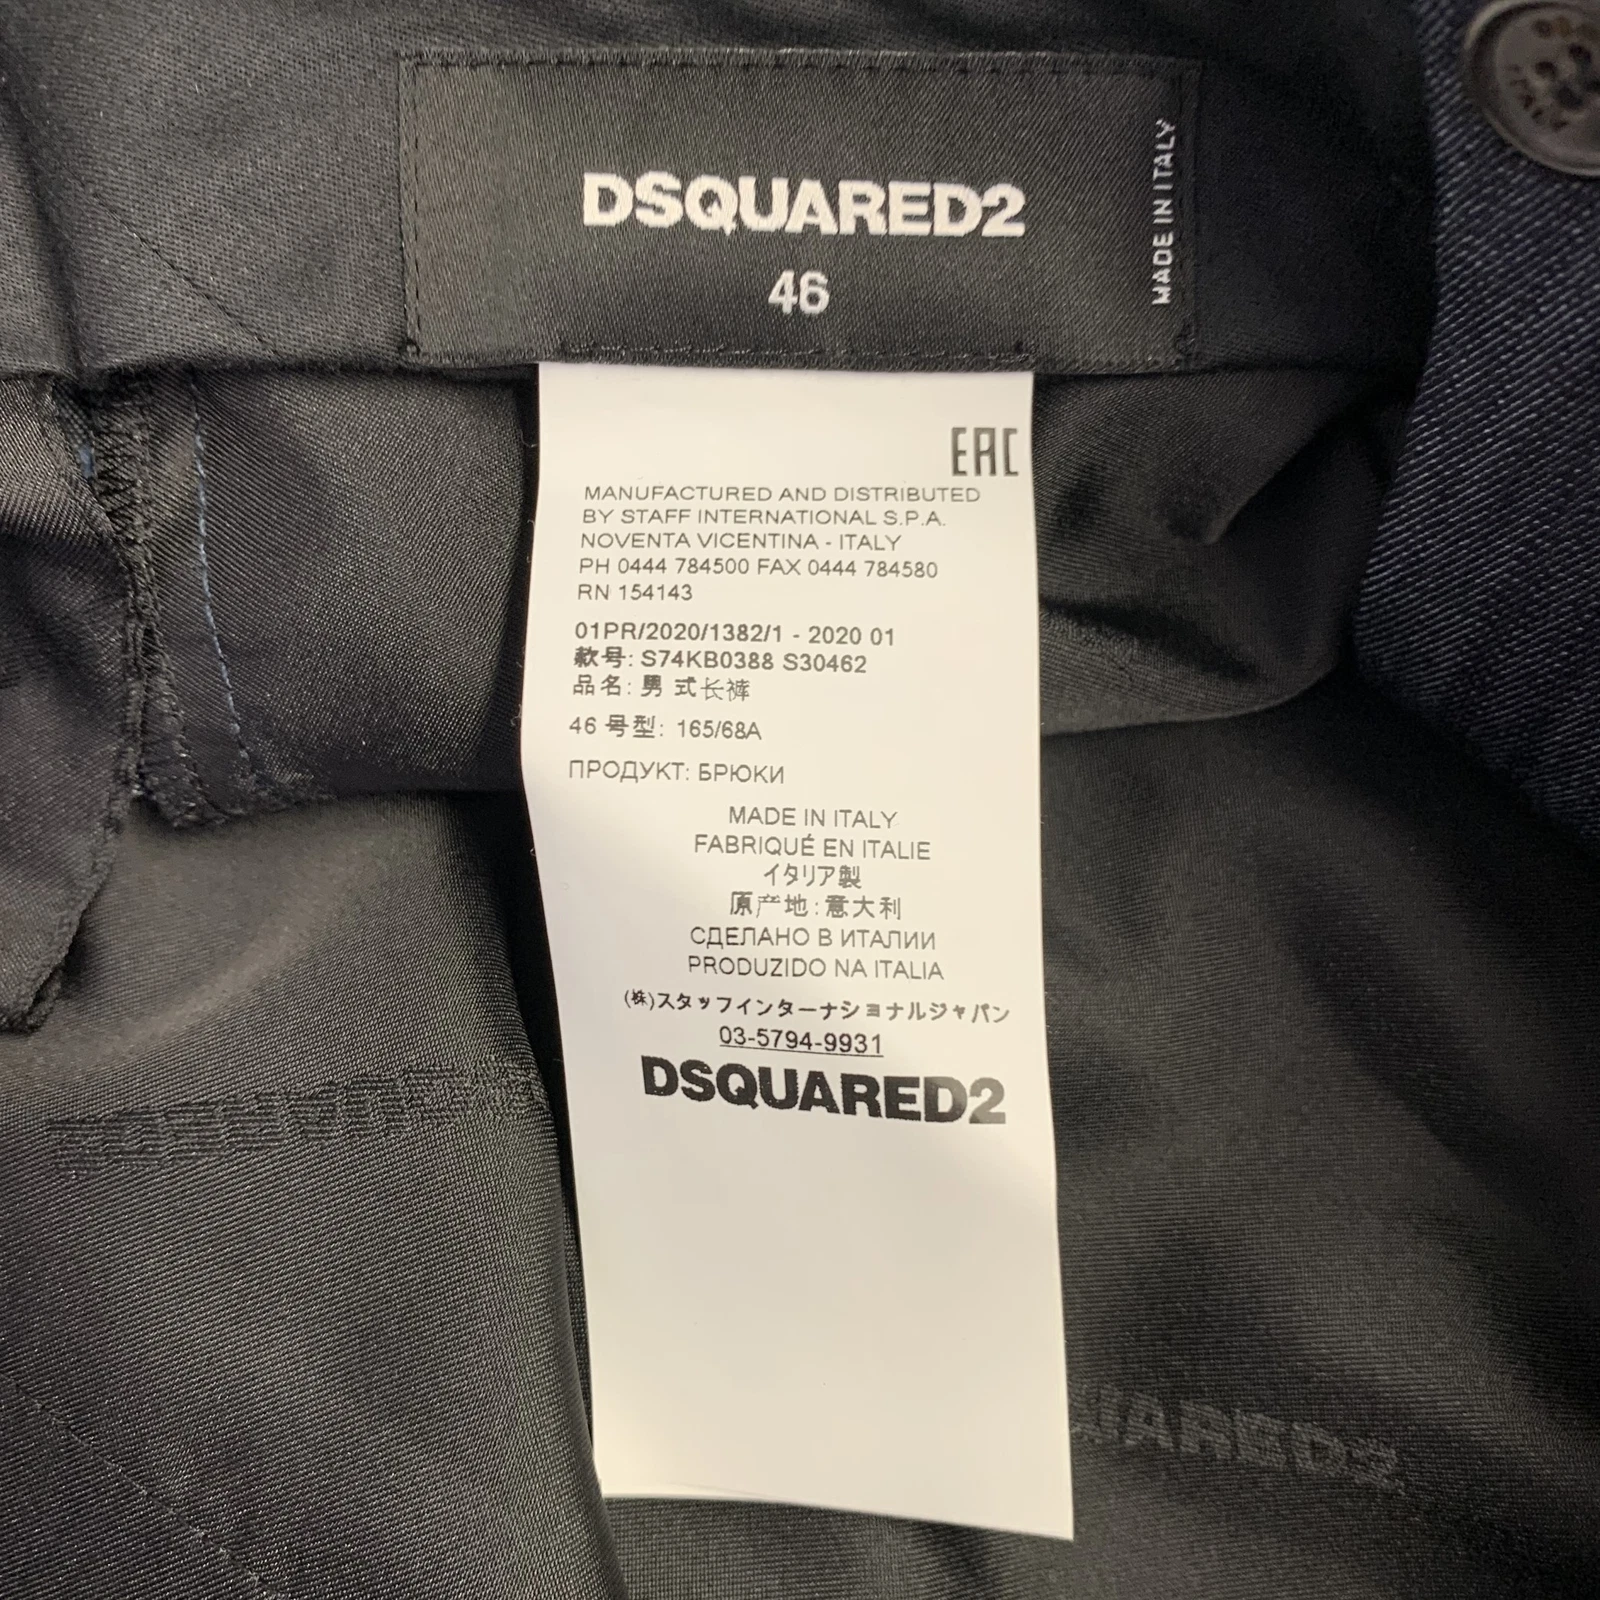 DSQUARED2
46
MADE IN ITALY
EAC
MANUFACTURED AND DISTRIBUTED
BY STAFF INTERNATIONAL S.P.A.
NOVENTA VICENTINA - ITALY
PH 0444 784500 FAX 0444 784580
RN 154143
01PR/2020/1382/1 - 2020 01
款号: S74KB0388 S30462
品名: 男 式长裤
46 号型: 165/68A
ПРОДУКТ: БРЮКИ
MADE IN ITALY
FABRIQUÉ EN ITALIE
イタリア製
原产地:意大利
СДЕЛАНО В ИТАЛИИ
PRODUZIDO NA ITALIA
(株)スタッフインターナショナルジャパン
03-5794-9931
DSQUARED2
UARED2